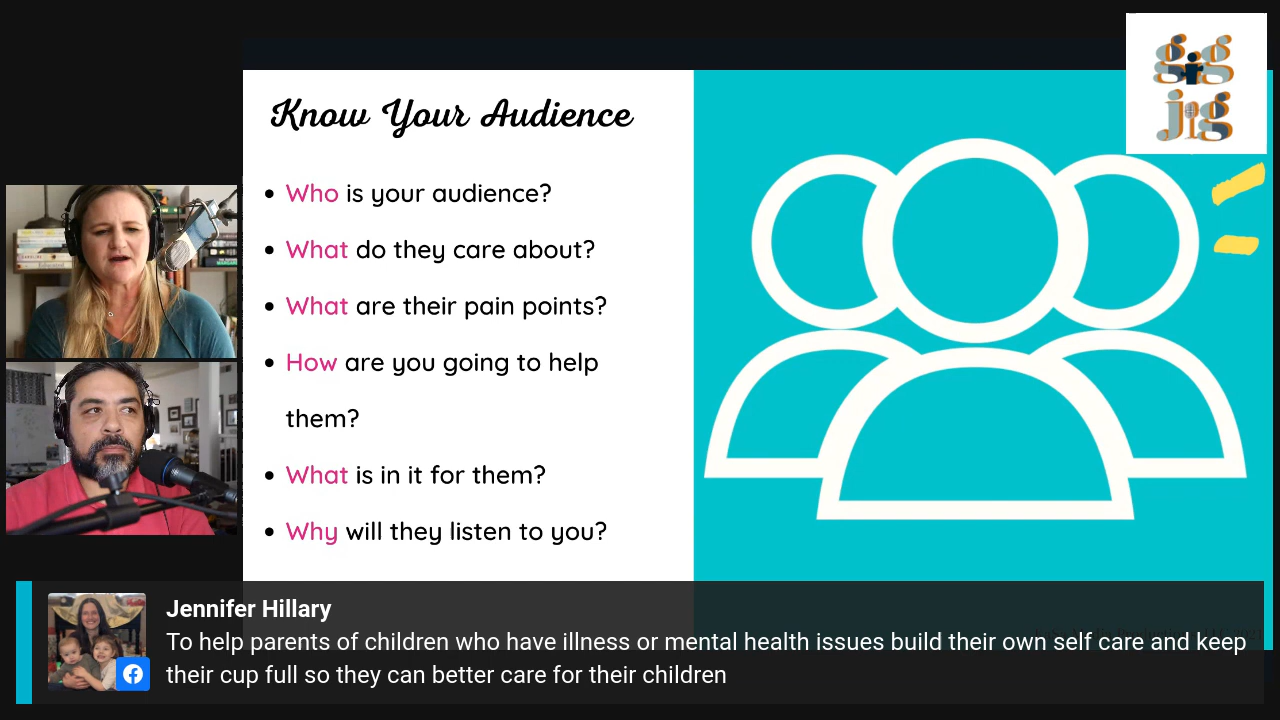 gig
jig
Know Your Audience
• Who is your audience?
• What do they care about?
• What are their pain points?
• How are you going to help
them?
• What is in it for them?
• Why will they listen to you?
Jennifer Hillary
To help parents of children who have illness or mental health issues build their own self care and keep
their cup full so they can better care for their children